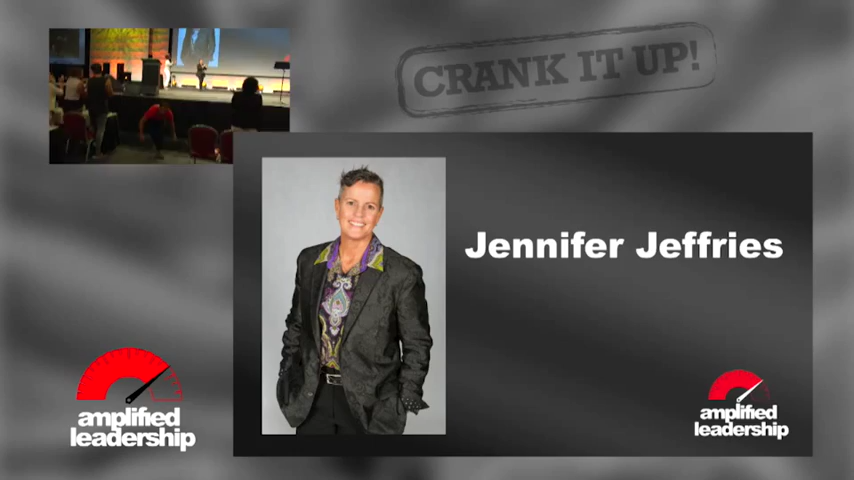 CRANK IT UP!
Jennifer Jeffries
amplified
leadership
amplified
leadership